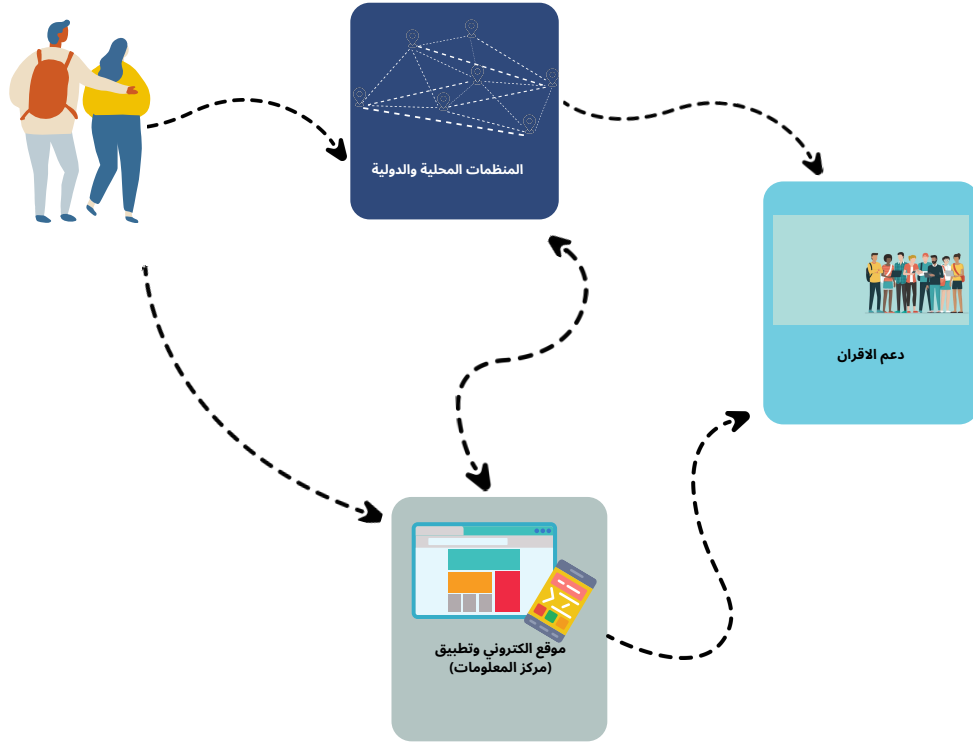 المنظمات المحلية والدولية
دعم الاقران
موقع الكتروني وتطبيق
(مركز المعلومات)